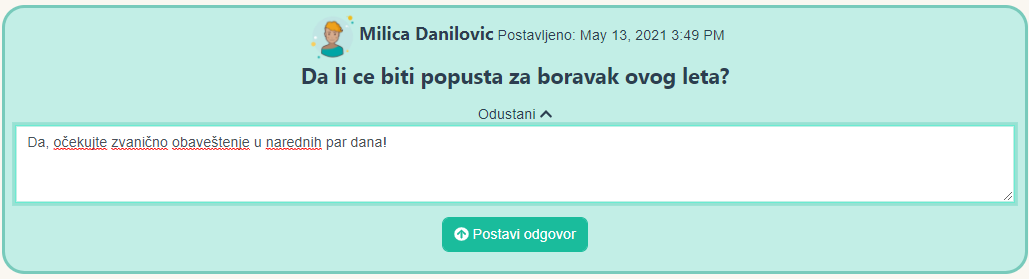 Milica Danilovic Postavljeno: May 13, 2021 3:49 PM
Da li ce biti popusta za boravak ovog leta?
Odustani
Da, očekujte zvanično obaveštenje u narednih par dana!
Postavi odgovor